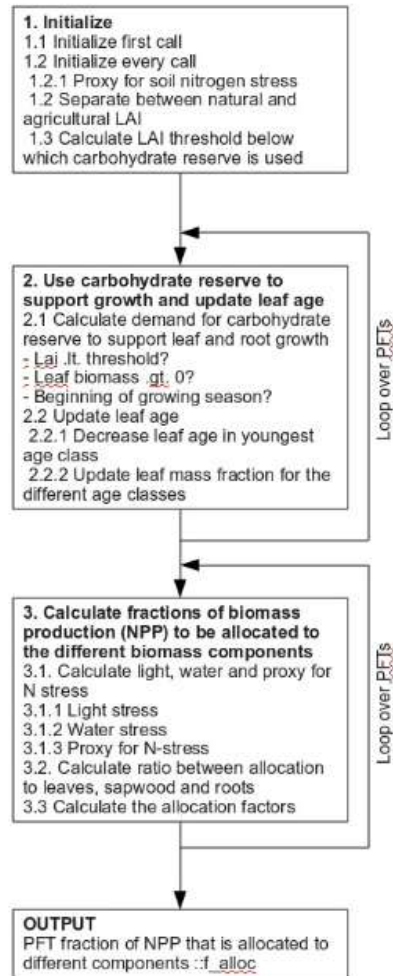 1. Initialize
1.1 Initialize first call
1.2 Initialize every call
1.2.1 Proxy for soil nitrogen stress
1.2 Separate between natural and
agricultural LAI
1.3 Calculate LAI threshold below
which carbohydrate reserve is used
2. Use carbohydrate reserve to
support growth and update leaf age
2.1 Calculate demand for carbohydrate
reserve to support leaf and root growth
- Lai .lt. threshold?
- Leaf biomass .gt. 0?
- Beginning of growing season?
2.2 Update leaf age
2.2.1 Decrease leaf age in youngest
age class
2.2.2 Update leaf mass fraction for the
different age classes
Loop over PFTs
3. Calculate fractions of biomass
production (NPP) to be allocated to
the different biomass components
3.1. Calculate light, water and proxy for
N stress
3.1.1 Light stress
3.1.2 Water stress
3.1.3 Proxy for N-stress
3.2. Calculate ratio between allocation
to leaves, sapwood and roots
3.3 Calculate the allocation factors
Loop over PFTs
OUTPUT
PFT fraction of NPP that is allocated to
different components ::f_alloc